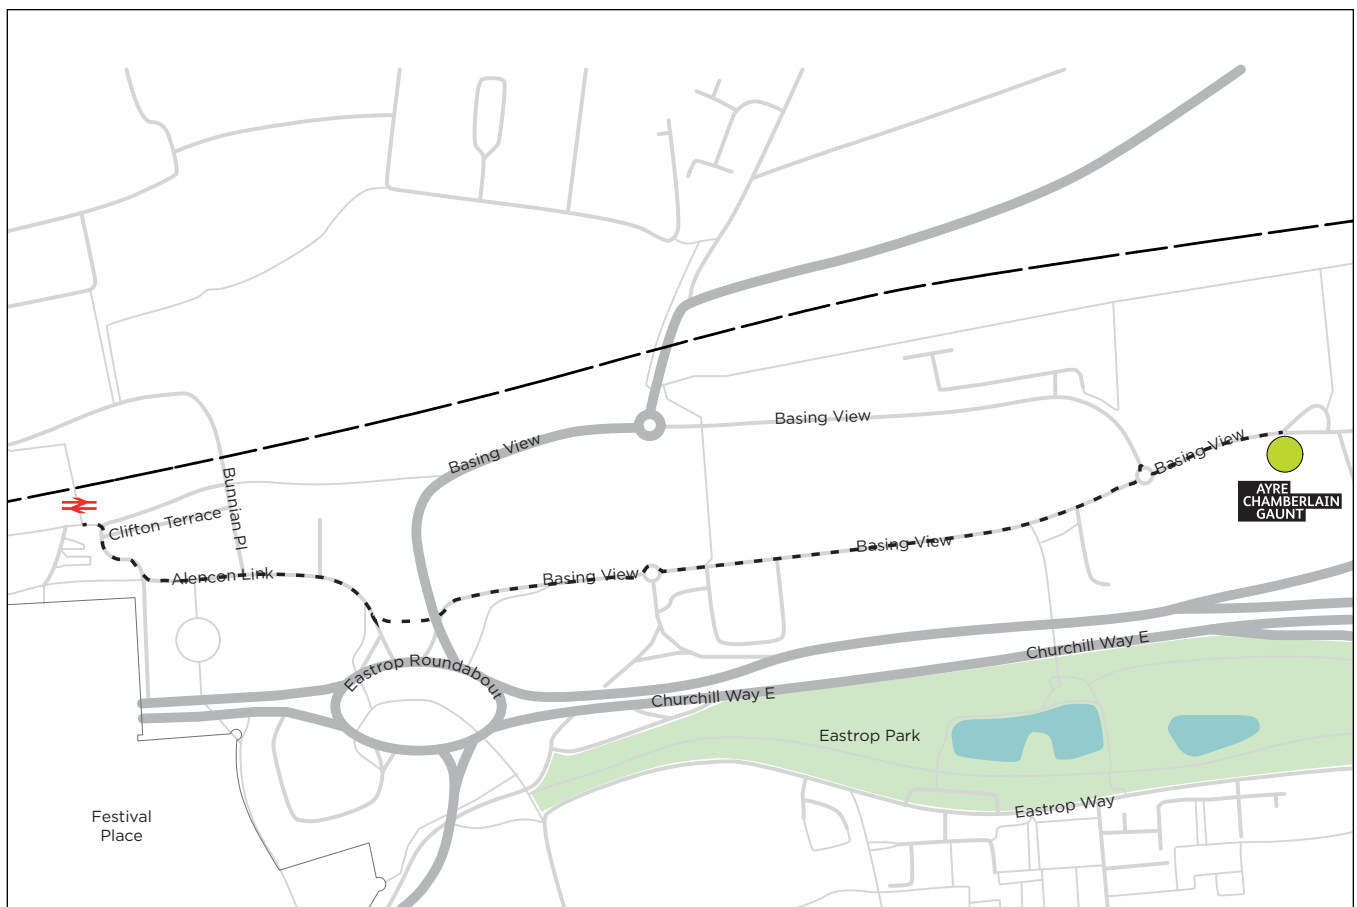 Basing View
Basing View
Basing View
AYRE
CHAMBERLAIN
GAUNT
Bunnian Pl
Clifton Terrace
Basing View
Alencon Link
Basing View
Churchill Way E
Eastrop Roundabout
Churchill Way E
Eastrop Park
Eastrop Way
Festival
Place